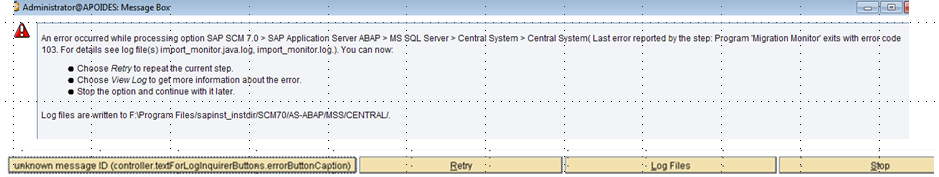 Administrator@APOIDES: Message Box
An error occurred while processing option SAP SCM 7.0 > SAP Application Server ABAP > MS SQL Server > Central System > Central System( Last error reported by the step: Program 'Migration Monitor' exits with error code
103. For details see log file(s) import_monitor.java.log, import_monitor.log.). You can now:
● Choose Retry to repeat the current step.
● Choose View Log to get more information about the error.
● Stop the option and continue with it later.
Log files are written to F:\Program Files/sapinst_instdir/SCM70/AS-ABAP/MSS/CENTRAL/.
unknown message ID (controller.textForLogInquirerButtons.errorButtonCaption)
Retry
Log Files
Stop